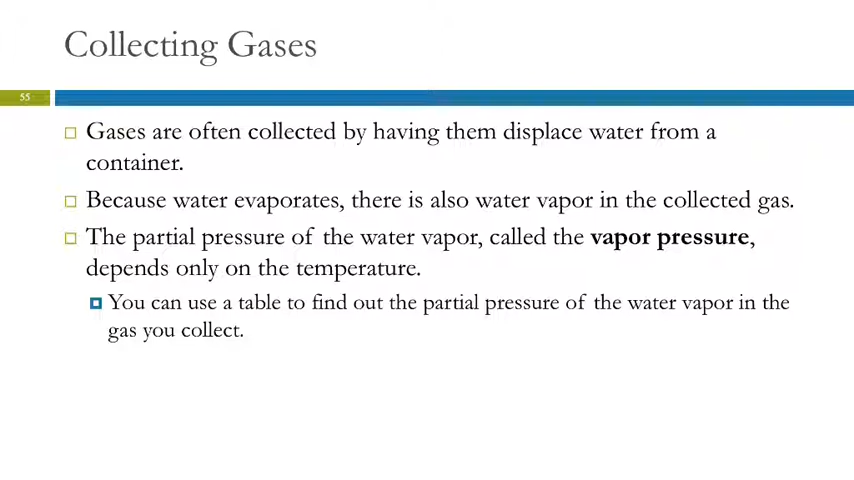 Collecting Gases
55
Gases are often collected by having them displace water from a
container.
Because water evaporates, there is also water vapor in the collected gas.
The partial pressure of the water vapor, called the vapor pressure,
depends only on the temperature.
You can use a table to find out the partial pressure of the water vapor in the
gas you collect.